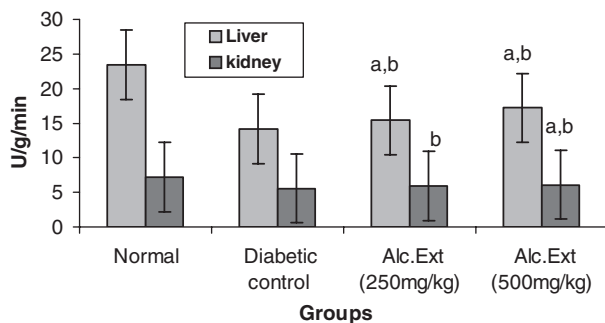 30
25
20
15
10
5
0
U/g/min
Liver
kidney
a,b
b
a,b
a,b
Normal
Diabetic
control
Alc.Ext
(250mg/kg)
Alc.Ext
(500mg/kg)
Groups